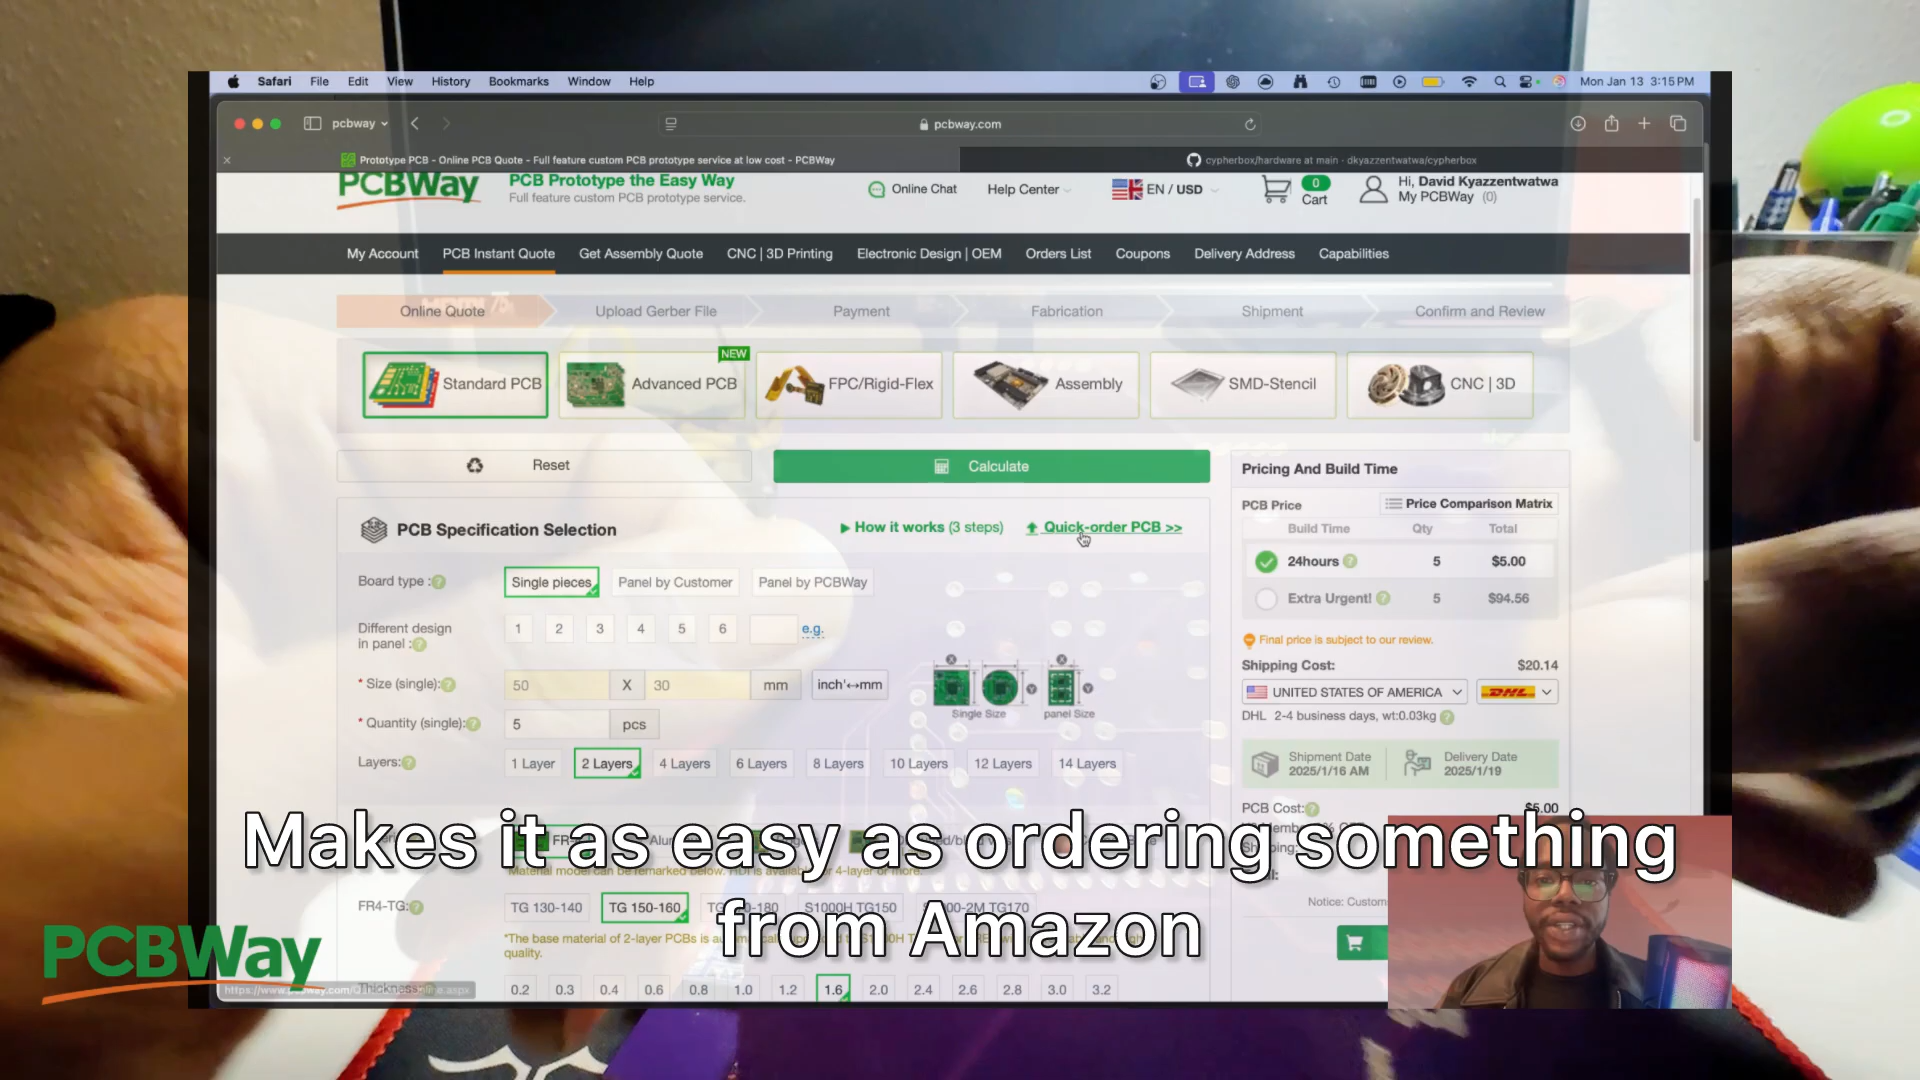 Safari File Edit View History Bookmarks Window Help Mon Jan 13 3:15 PM
pcbway pcbway.com
Prototype PCB - Online PCB Quote - Full feature custom PCB prototype service at low cost - PCBWay
cypherbox/hardware at main · dkyazzentwatwa/cypherbox
PCBWay
PCB Prototype the Easy Way
Full feature custom PCB prototype service.
Online Chat Help Center EN / USD 0 Cart
Hi, David Kyazzentwatwa
My PCBWay (0)
My Account PCB Instant Quote Get Assembly Quote CNC | 3D Printing Electronic Design | OEM Orders List Coupons Delivery Address Capabilities
Online Quote Upload Gerber File Payment Fabrication Shipment Confirm and Review
NEW
Standard PCB Advanced PCB FPC/Rigid-Flex Assembly SMD-Stencil CNC | 3D
Reset Calculate
PCB Specification Selection How it works (3 steps) Quick-order PCB >>
Board type : Single pieces Panel by Customer Panel by PCBWay
Different design
in panel : 1 2 3 4 5 6 e.g.
* Size (single): 50 X 30 mm inch'↔mm
Single Size panel Size
* Quantity (single): 5 pcs
Layers: 1 Layer 2 Layers 4 Layers 6 Layers 8 Layers 10 Layers 12 Layers 14 Layers
Pricing And Build Time
PCB Price Price Comparison Matrix
Build Time Qty Total
24hours 5 $5.00
Extra Urgent! 5 $94.56
Final price is subject to our review.
Shipping Cost: $20.14
UNITED STATES OF AMERICA DHL
DHL 2-4 business days, wt:0.03kg
Shipment Date
2025/1/16 AM
Delivery Date
2025/1/19
PCB Cost: $5.00
Makes it as easy as ordering something
from Amazon
FR4-TG: TG 130-140 TG 150-160 S1000H TG150
Notice: Custom
quality.
Thickness 0.2 0.3 0.4 0.6 0.8 1.0 1.2 1.6 2.0 2.4 2.6 2.8 3.0 3.2
PCBWay